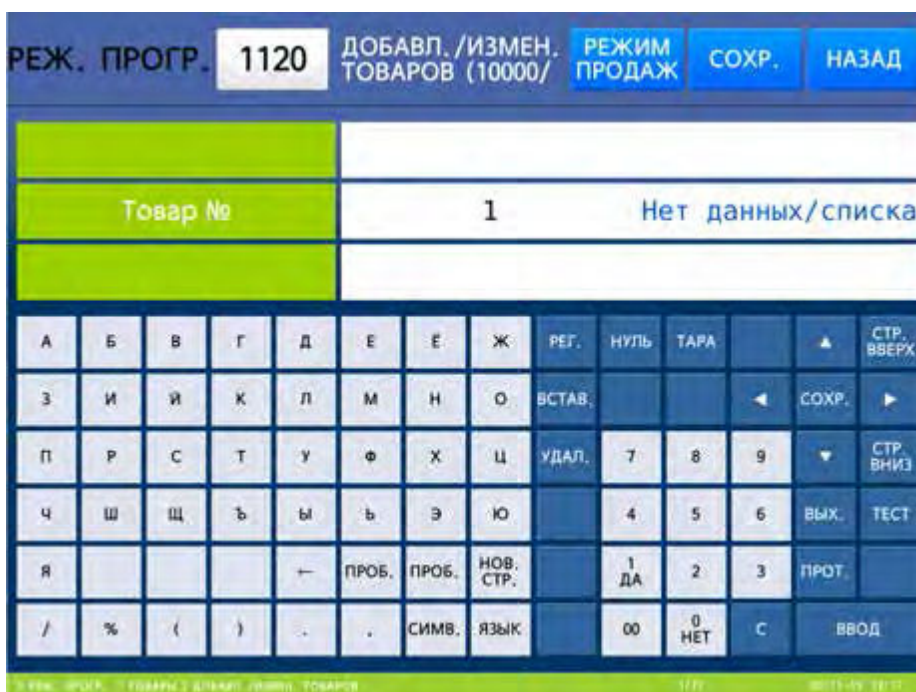 РЕЖ. ПРОГР. 1120 ДОБАВЛ./ИЗМЕН. РЕЖИМ СОХР. НАЗАД
ТОВАРОВ (10000/ ПРОДАЖ
Товар № 1 Нет данных/списка
А Б В Г Д Е Ё Ж РЕГ. НУЛЬ ТАРА ▲ СТР. ВВЕРХ
З И Й К Л М Н О ВСТАВ. ◀ СОХР. ▶
П Р С Т У Ф Х Ц УДАЛ. 7 8 9 ▼ СТР. ВНИЗ
Ч Ш Щ Ъ Ы Ь Э Ю 4 5 6 ВЫХ. ТЕСТ
Я ← ПРОБ. ПРОБ. НОВ. СТР. 1 ДА 2 3 ПРОТ.
/ % ( ) . , СИМВ. ЯЗЫК 00 0 НЕТ С ВВОД